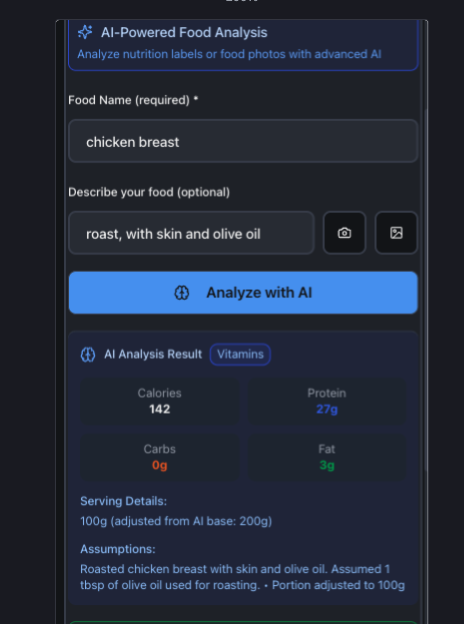 AI-Powered Food Analysis
Analyze nutrition labels or food photos with advanced AI
Food Name (required) *
chicken breast
Describe your food (optional)
roast, with skin and olive oil
Analyze with AI
AI Analysis Result Vitamins
Calories Protein
142 27g
Carbs Fat
0g 3g
Serving Details:
100g (adjusted from AI base: 200g)
Assumptions:
Roasted chicken breast with skin and olive oil. Assumed 1
tbsp of olive oil used for roasting. • Portion adjusted to 100g